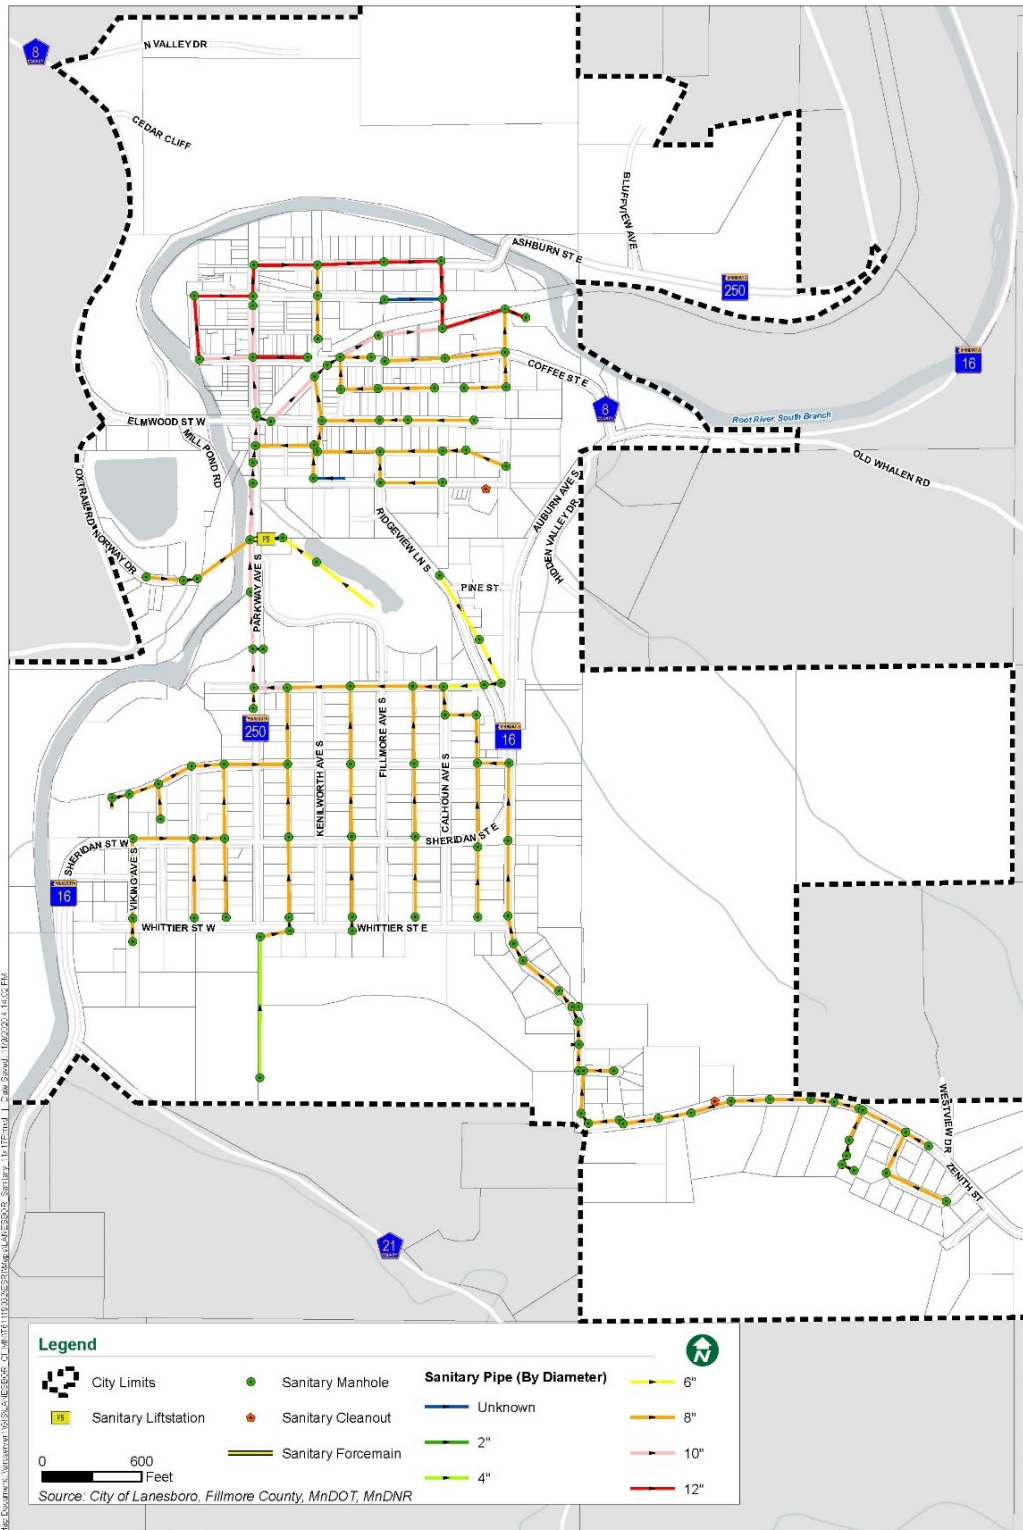 8
COUNTY
N VALLEY DR
CEDAR CLIFF
BLUFFVIEW AVE
ASHBURN ST E
250
16
COFFEE ST E
8
COUNTY
Root River, South Branch
ELMWOOD ST W
MILL POND RD
OLD WHALEN RD
OXTRAIL RD
NORWAY DR
RIDGEVIEW LN S
AUBURN AVE S
HIDDEN VALLEY DR
PS
PARKWAY AVE S
PINE ST
250
16
FILLMORE AVE S
KENILWORTH AVE S
CALHOUN AVE S
SHERIDAN ST W
SHERIDAN ST E
16
VIKING AVE S
WHITTIER ST W
WHITTIER ST E
WESTVIEW DR
ZENITH ST
21
COUNTY
Legend
N
City Limits
Sanitary Manhole
Sanitary Pipe (By Diameter)
6"
PS
Sanitary Liftstation
Sanitary Cleanout
Unknown
8"
Sanitary Forcemain
2"
10"
0 600
Feet
4"
12"
Source: City of Lanesboro, Fillmore County, MnDOT, MnDNR